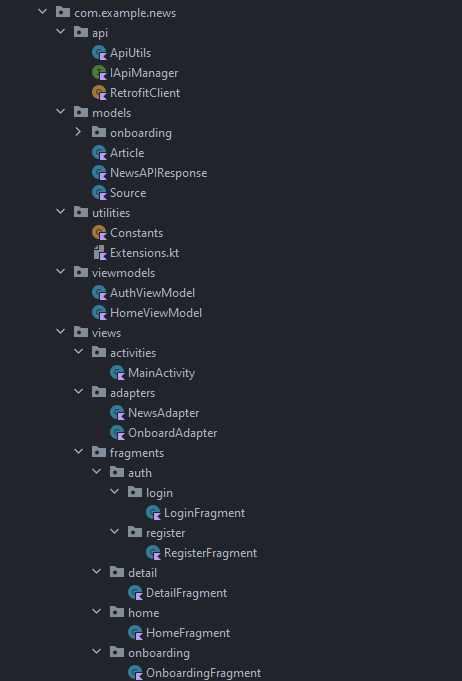 com.example.news
api
ApiUtils
IApiManager
RetrofitClient
models
onboarding
Article
NewsAPIResponse
Source
utilities
Constants
Extensions.kt
viewmodels
AuthViewModel
HomeViewModel
views
activities
MainActivity
adapters
NewsAdapter
OnboardAdapter
fragments
auth
login
LoginFragment
register
RegisterFragment
detail
DetailFragment
home
HomeFragment
onboarding
OnboardingFragment